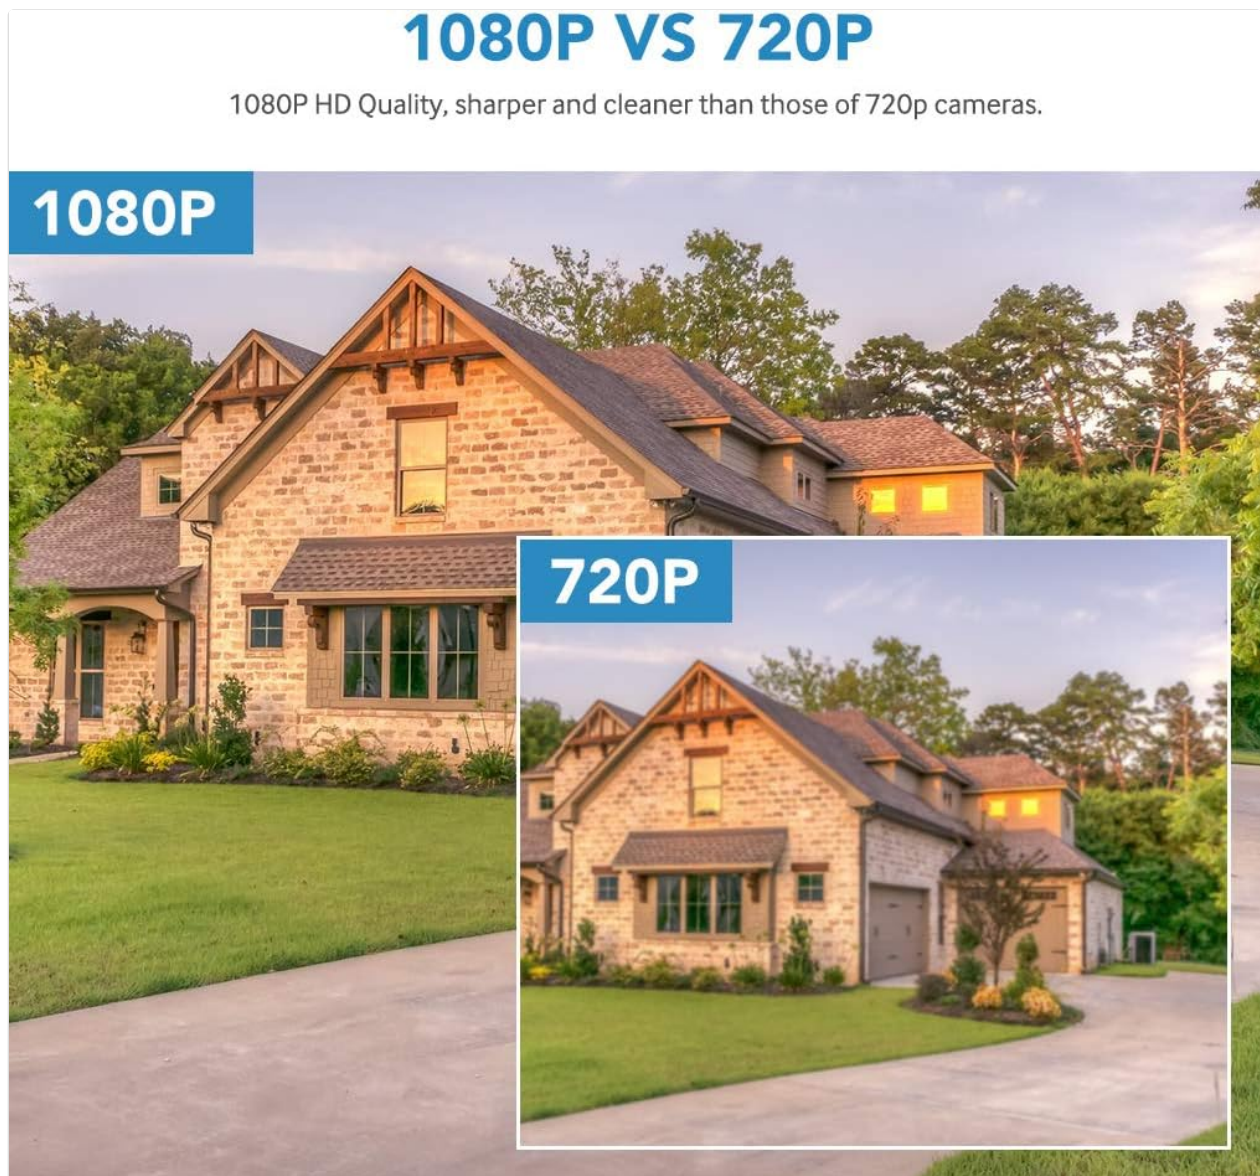 1080P VS 720P
1080P HD Quality, sharper and cleaner than those of 720p cameras.
1080P
720P